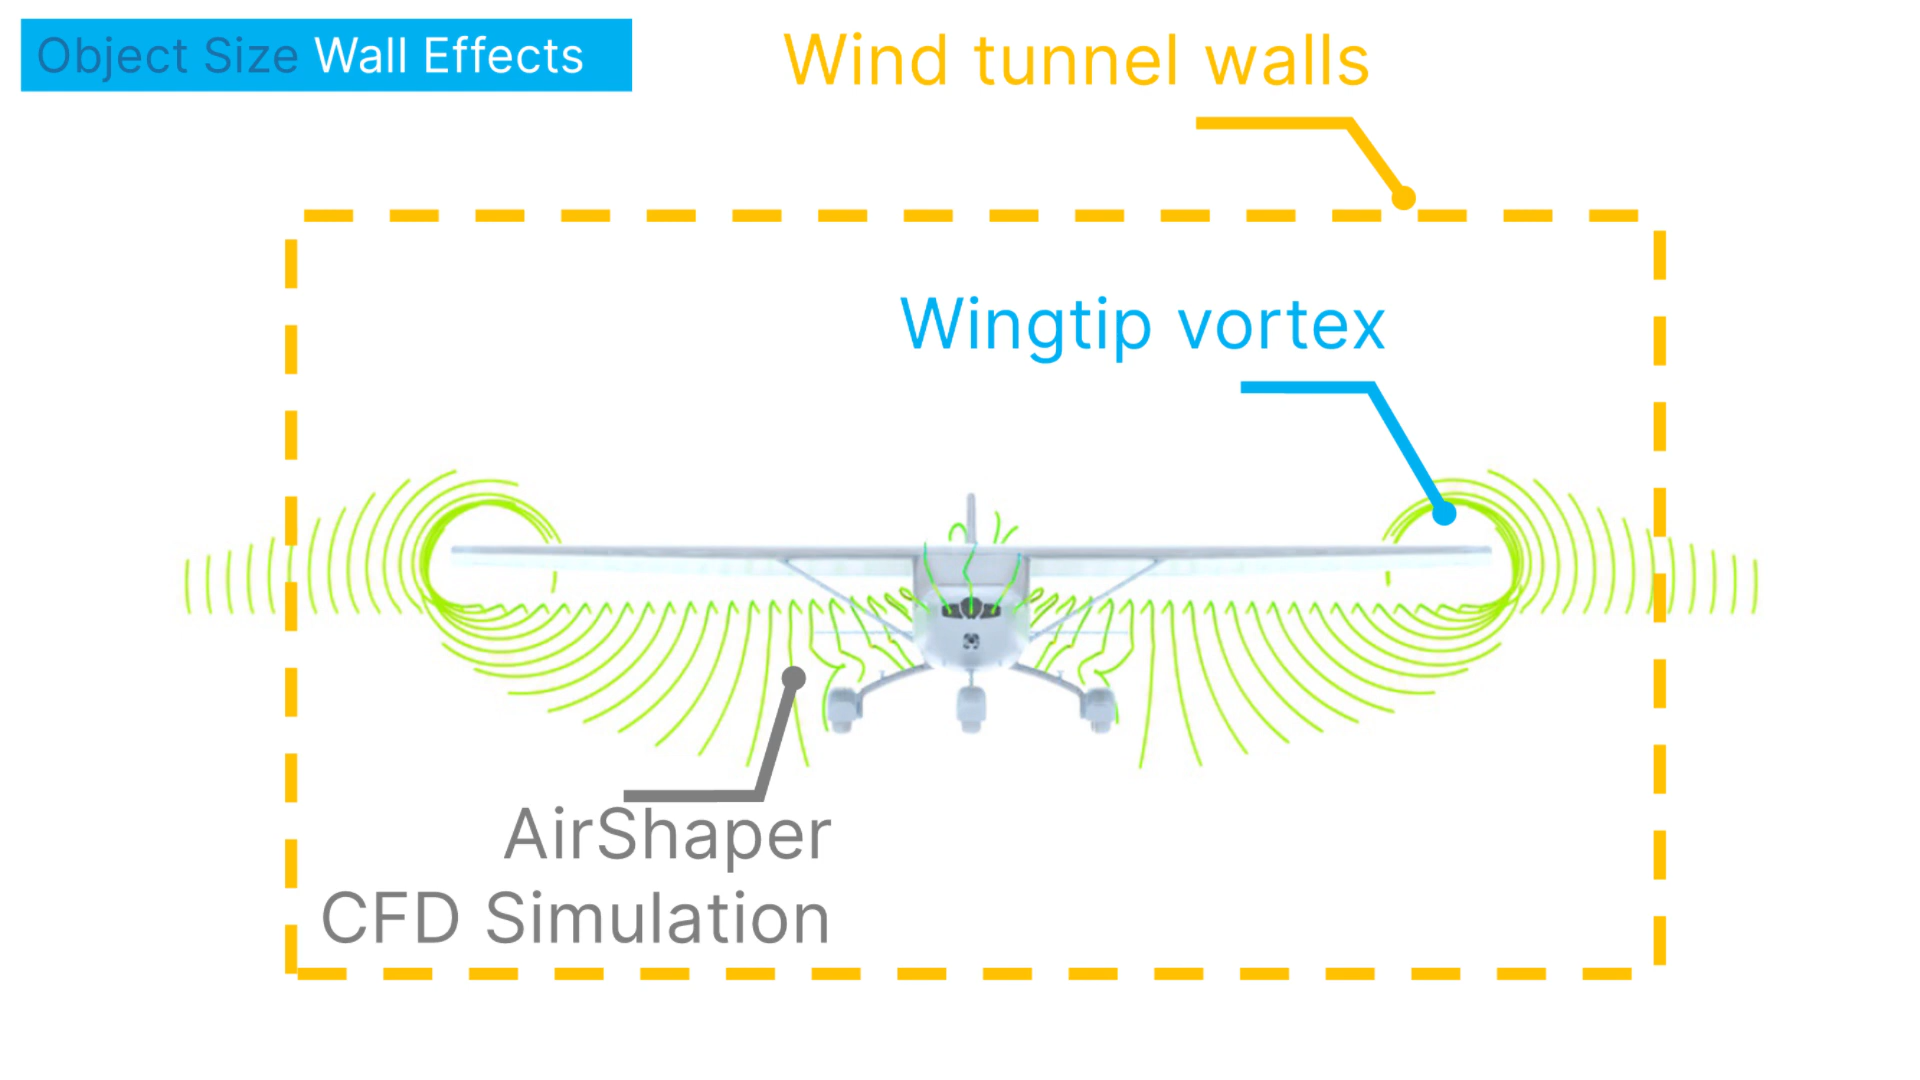 Object Size Wall Effects
Wind tunnel walls
Wingtip vortex
AirShaper
CFD Simulation